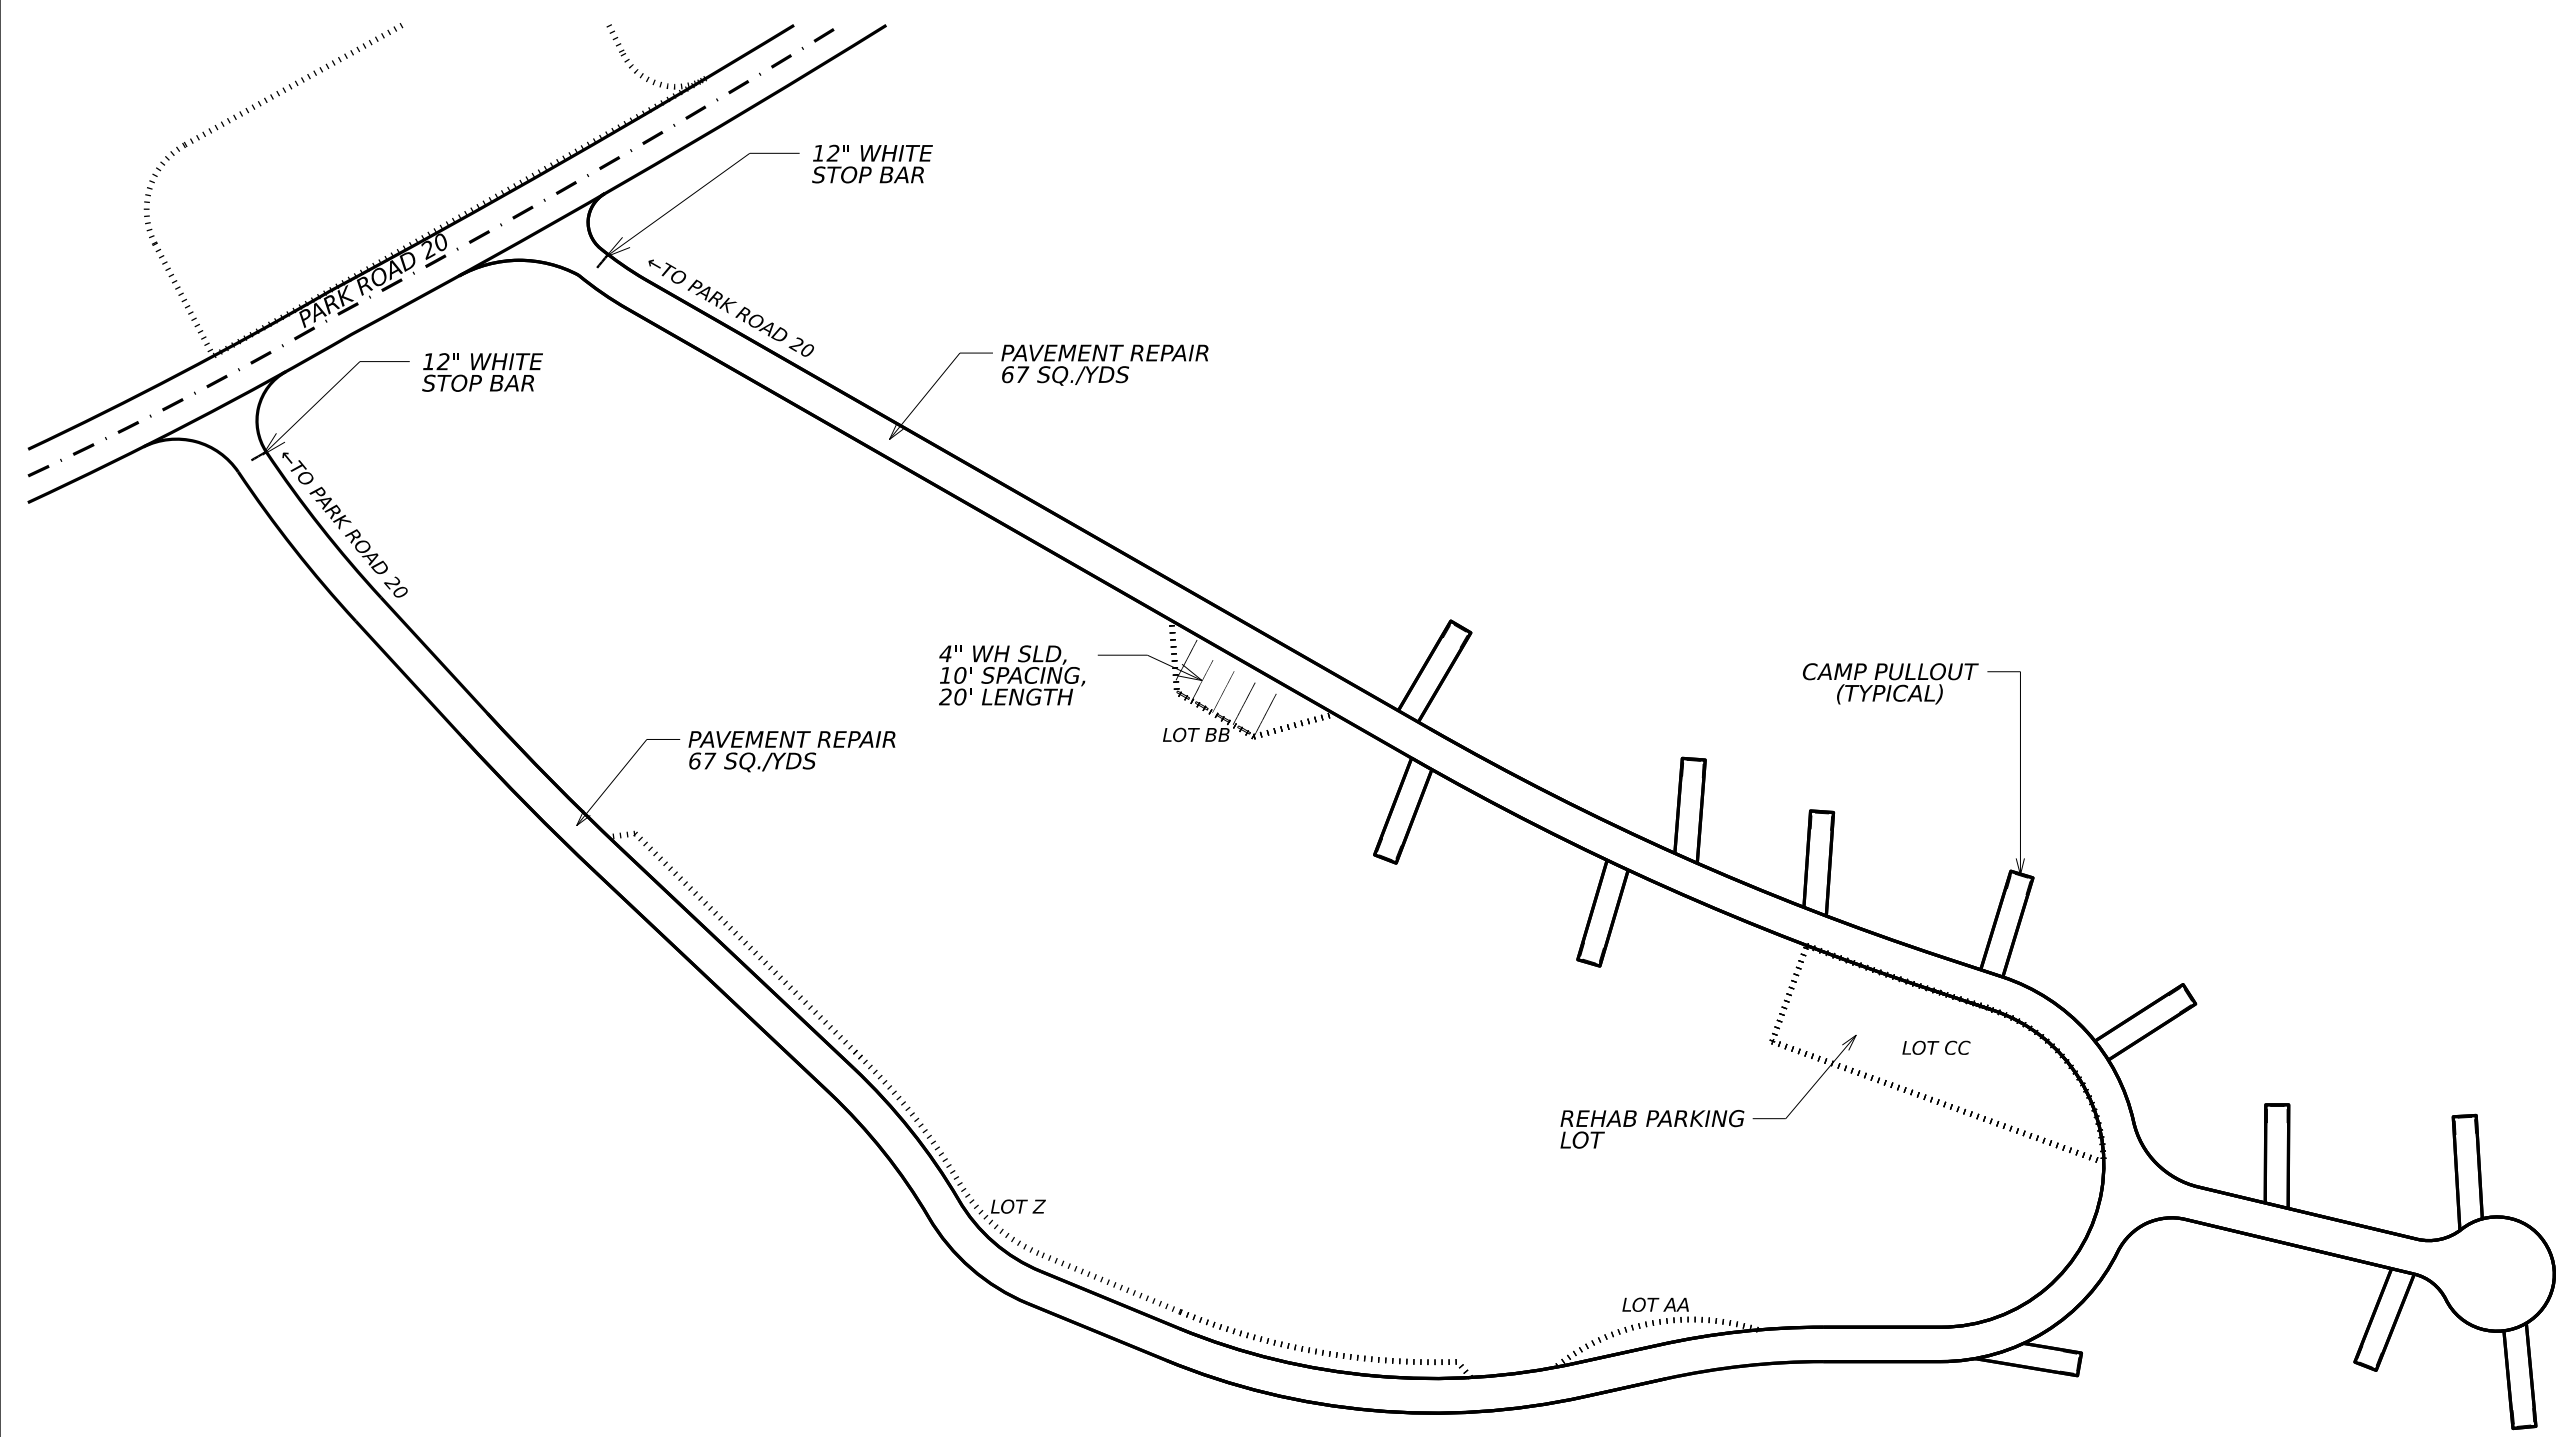 12" WHITE
STOP BAR
PARK ROAD 20
←TO PARK ROAD 20
12" WHITE
STOP BAR
PAVEMENT REPAIR
67 SQ./YDS
←TO PARK ROAD 20
4" WH SLD,
10' SPACING,
20' LENGTH
CAMP PULLOUT
(TYPICAL)
LOT BB
PAVEMENT REPAIR
67 SQ./YDS
LOT CC
REHAB PARKING
LOT
LOT Z
LOT AA